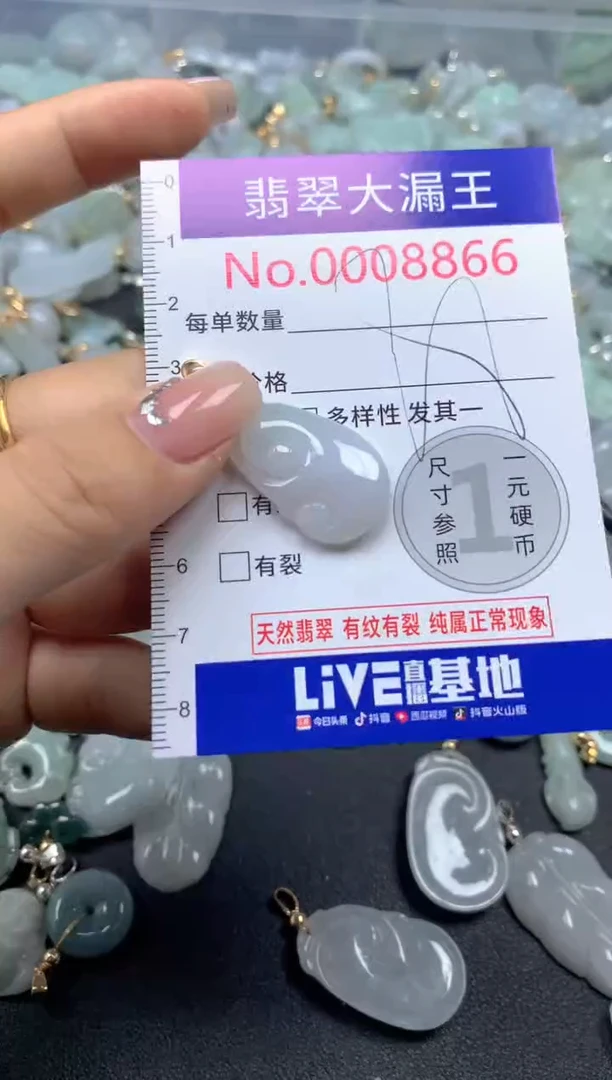 翡翠大漏王
No.0008866
每单数量
价格
多样性 发其一
有
有裂
尺寸参照
1
一元硬币
天然翡翠 有纹有裂 纯属正常现象
LiVE直播基地
今日头条 抖音 西瓜视频 抖音火山版
0
1
2
3
6
7
8